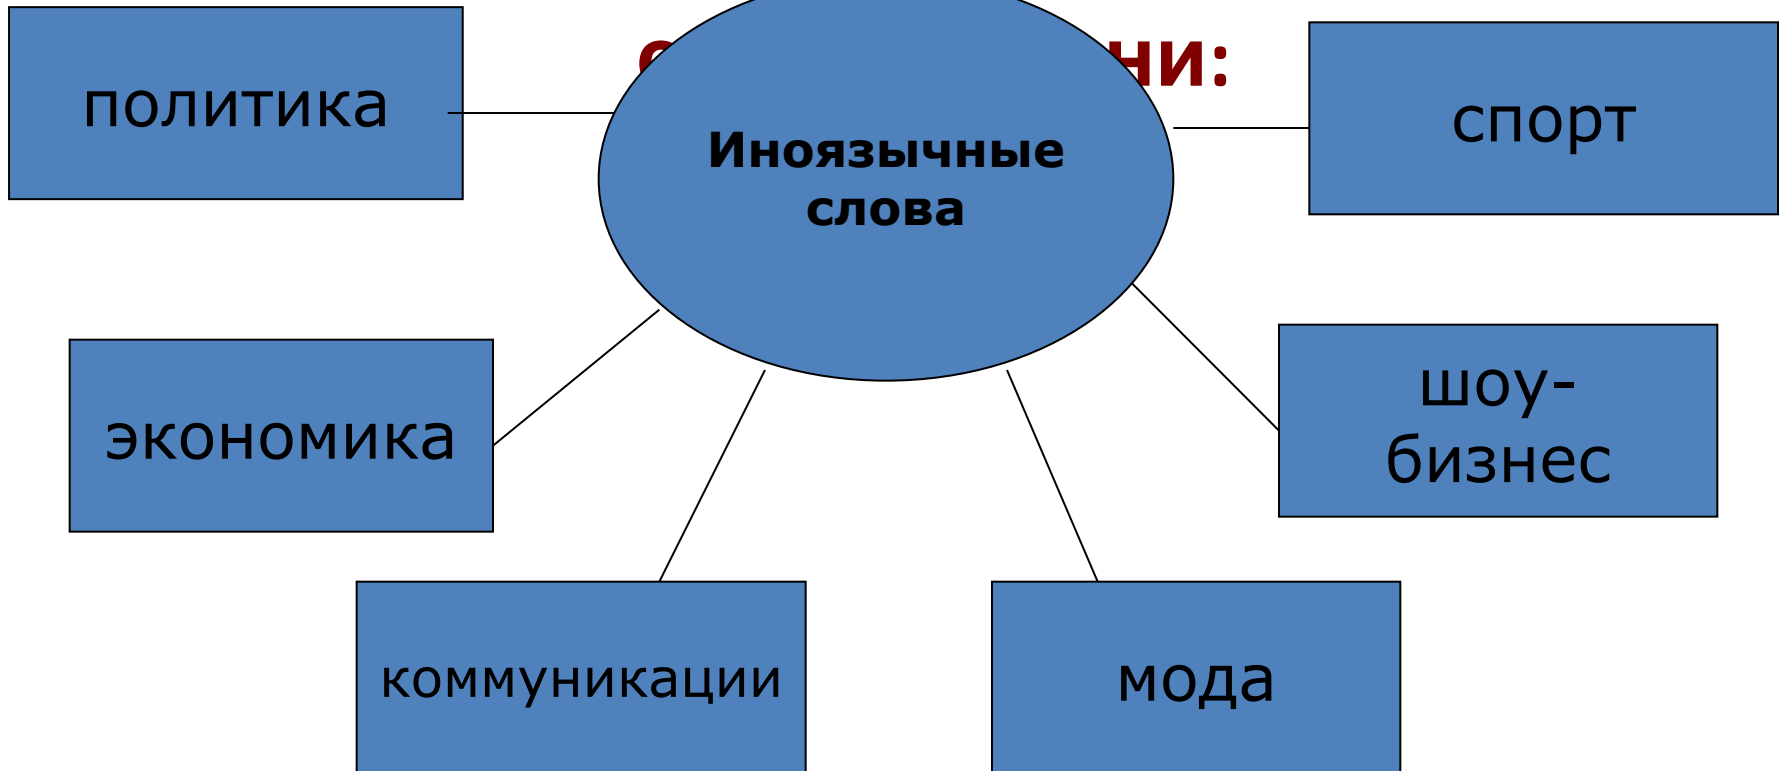 политика
спорт
Иноязычные
слова
экономика
шоу-
бизнес
коммуникации
мода